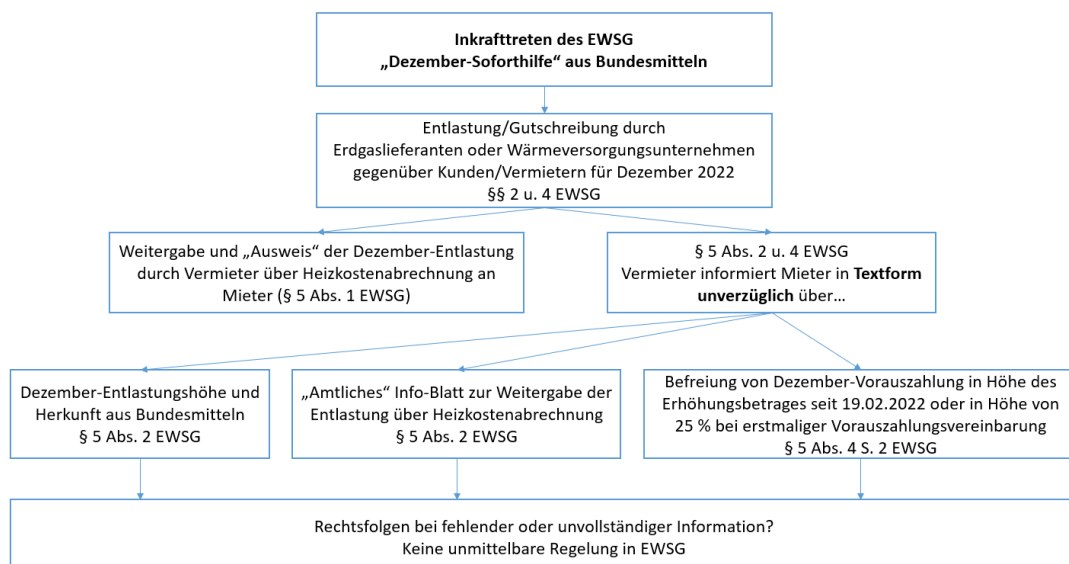 Inkrafttreten des EWSG
„Dezember-Soforthilfe“ aus Bundesmitteln
Entlastung/Gutschreibung durch
Erdgaslieferanten oder Wärmeversorgungsunternehmen
gegenüber Kunden/Vermietern für Dezember 2022
§§ 2 u. 4 EWSG
Weitergabe und „Ausweis“ der Dezember-Entlastung
durch Vermieter über Heizkostenabrechnung an
Mieter (§ 5 Abs. 1 EWSG)
§ 5 Abs. 2 u. 4 EWSG
Vermieter informiert Mieter in Textform
unverzüglich über…
Dezember-Entlastungshöhe und
Herkunft aus Bundesmitteln
§ 5 Abs. 2 EWSG
„Amtliches“ Info-Blatt zur Weitergabe der
Entlastung über Heizkostenabrechnung
§ 5 Abs. 2 EWSG
Befreiung von Dezember-Vorauszahlung in Höhe des
Erhöhungsbetrages seit 19.02.2022 oder in Höhe von
25 % bei erstmaliger Vorauszahlungsvereinbarung
§ 5 Abs. 4 S. 2 EWSG
Rechtsfolgen bei fehlender oder unvollständiger Information?
Keine unmittelbare Regelung in EWSG